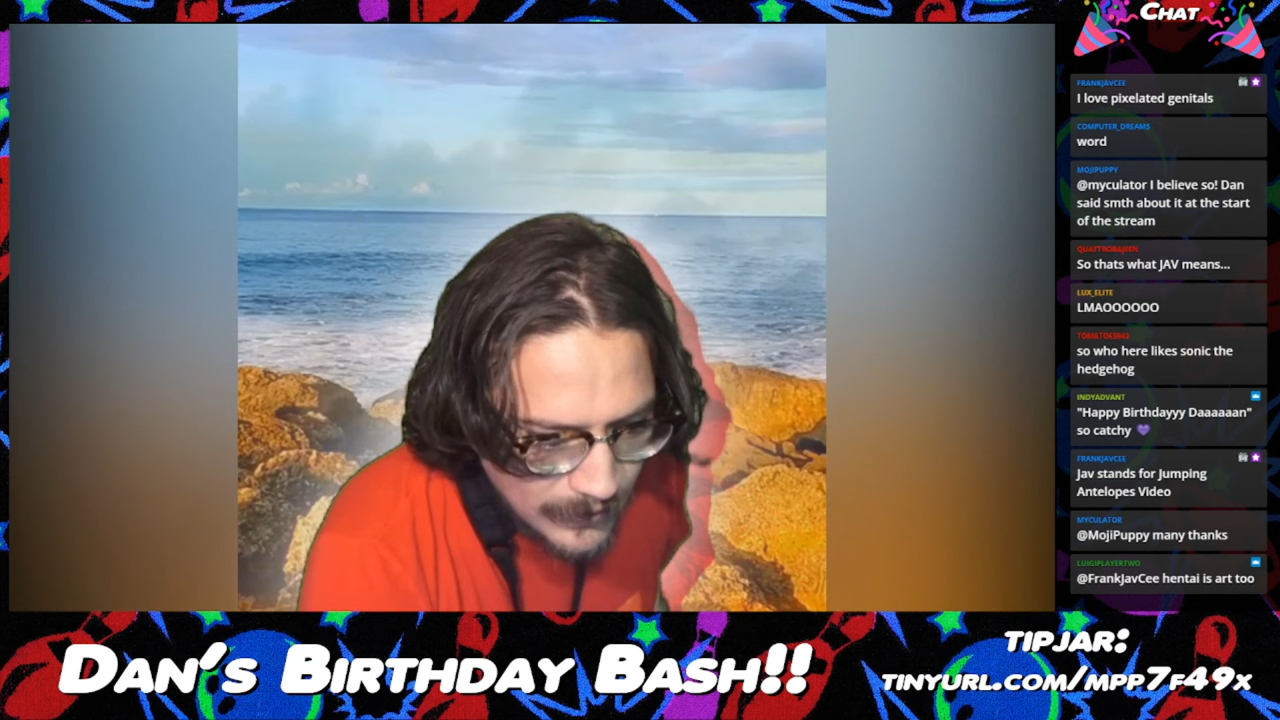 Chat
FRANKJAVCEE
I love pixelated genitals
COMPUTER_DREAMS
word
MOJIPUPPY
@myculator I believe so! Dan
said smth about it at the start
of the stream
So thats what JAV means...
LUX_ELITE
LMAOOOOOO
so who here likes sonic the
hedgehog
INDYADVANT
"Happy Birthdayyy Daaaaaan"
so catchy 💜
FRANKJAVCEE
Jav stands for Jumping
Antelopes Video
MYCULATOR
@MojiPuppy many thanks
LUIGIPLAYERTWO
@FrankJavCee hentai is art too
Dan's Birthday Bash!!
TIPJAR:
TINYURL.COM/MPP7F49X